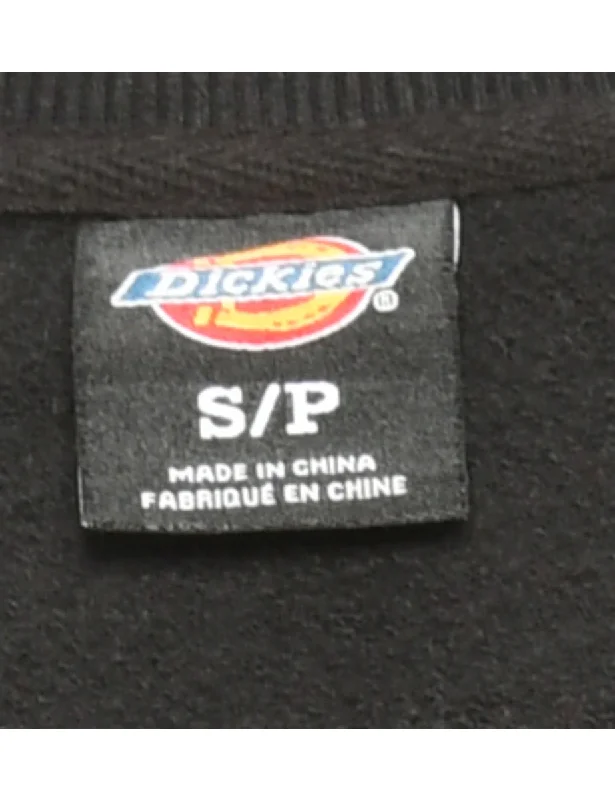 Dickies®
S/P
MADE IN CHINA
FABRIQUÉ EN CHINE